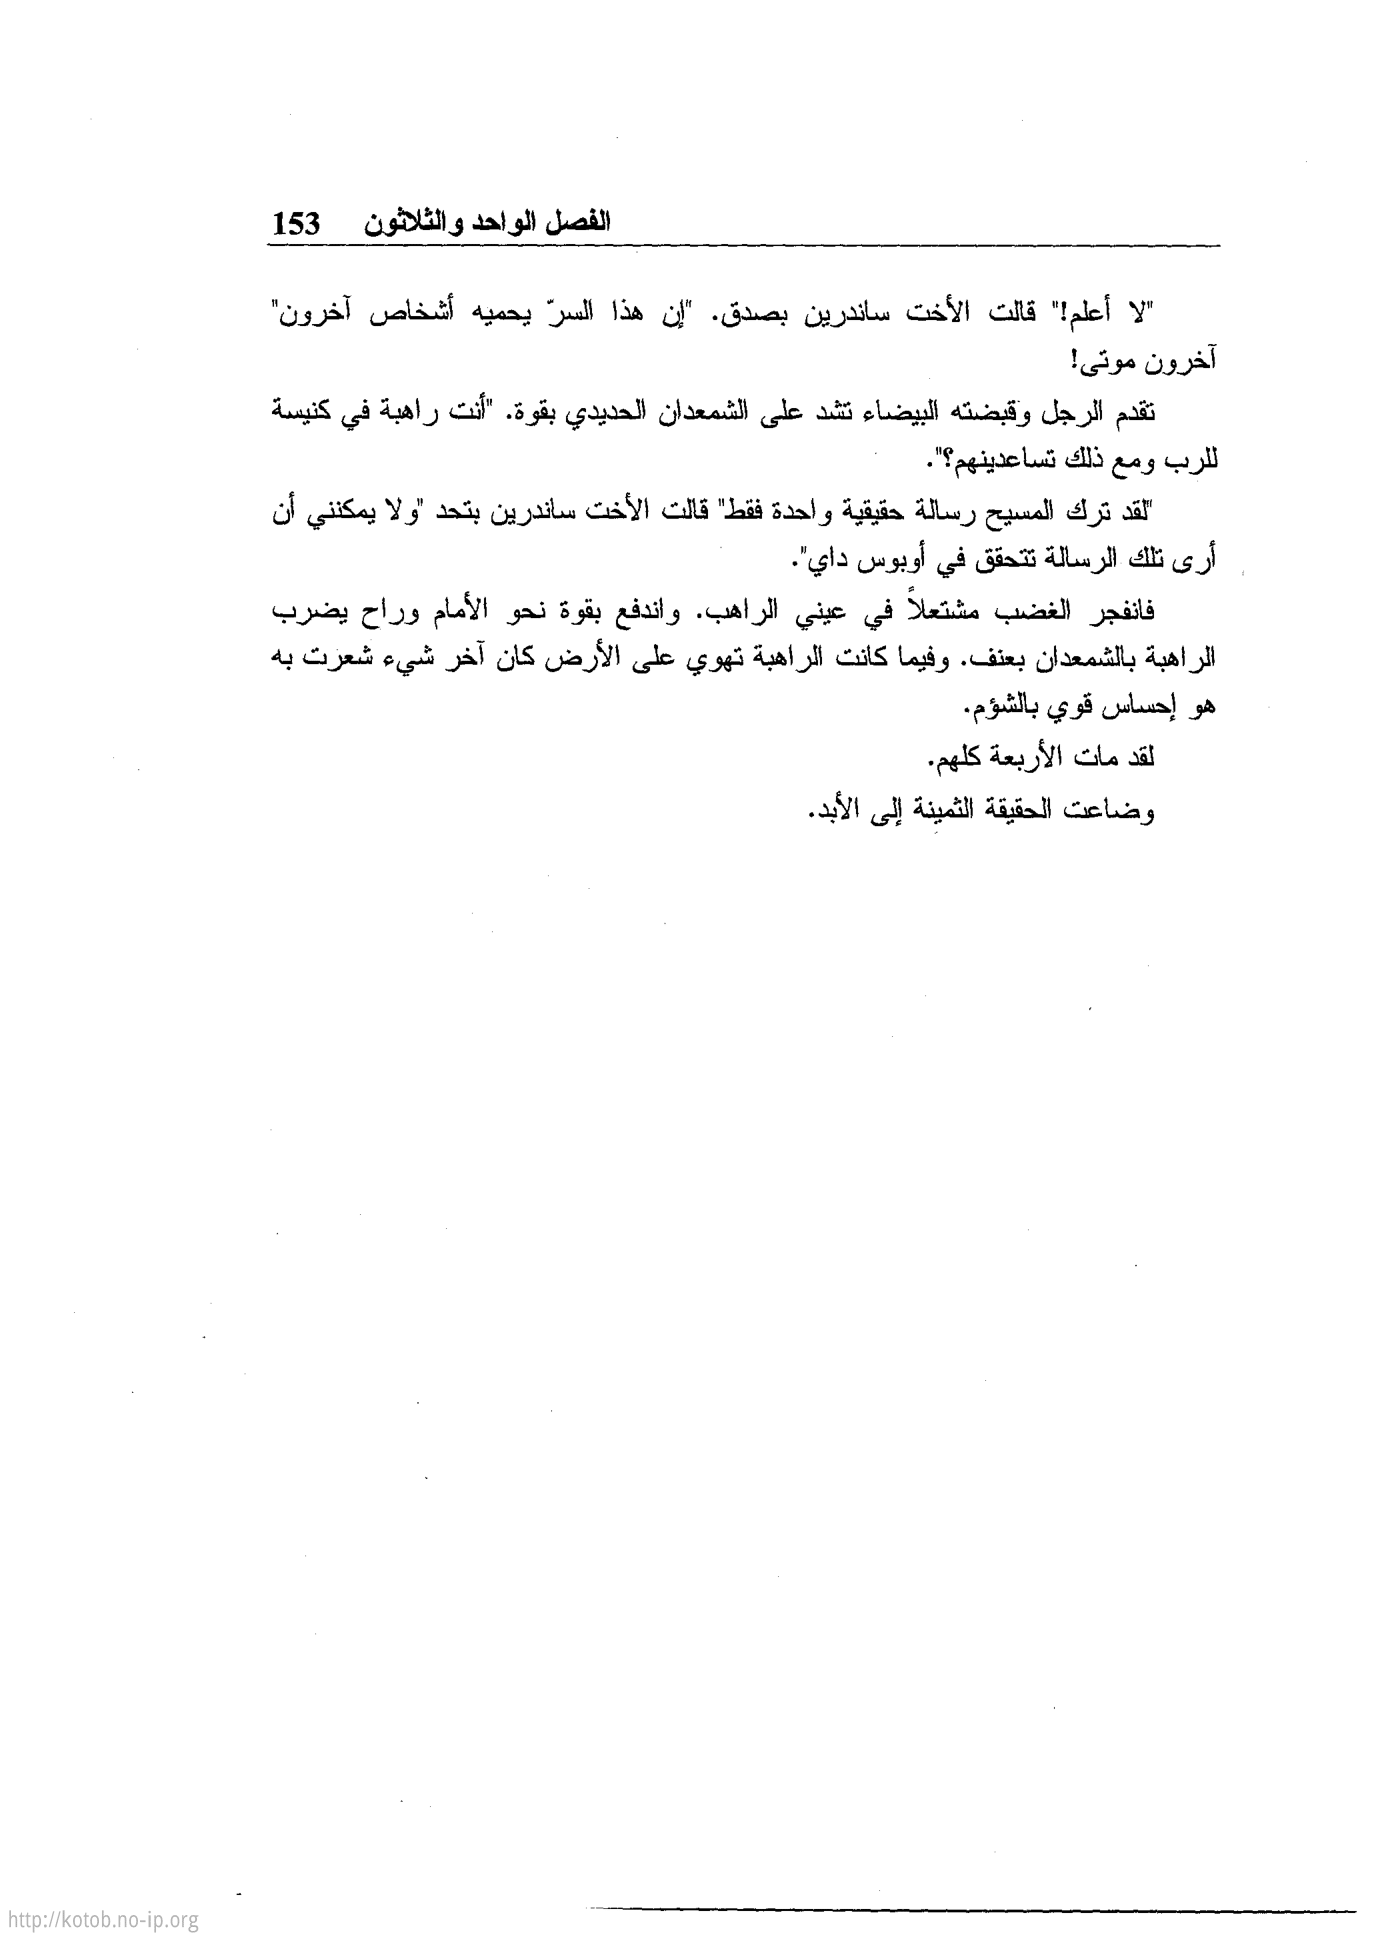 الفصل الواحد والثلاثون 153
"لا أعلم!" قالت الأخت ساندرين بصدق. "إن هذا السرّ يحميه أشخاص آخرون"
آخرون موتى!
تقدم الرجل وقبضته البيضاء تشد على الشمعدان الحديدي بقوة. "أنت راهبة في كنيسة
للرب ومع ذلك تساعدينهم؟".
"لقد ترك المسيح رسالة حقيقية واحدة فقط" قالت الأخت ساندرين بتحد "ولا يمكنني أن
أرى تلك الرسالة تتحقق في أوبوس داي".
فانفجر الغضب مشتعلاً في عيني الراهب. واندفع بقوة نحو الأمام وراح يضرب
الراهبة بالشمعدان بعنف. وفيما كانت الراهبة تهوي على الأرض كان آخر شيء شعرت به
هو إحساس قوي بالشؤم.
لقد مات الأربعة كلهم.
وضاعت الحقيقة الثمينة إلى الأبد.
http://kotob.no-ip.org